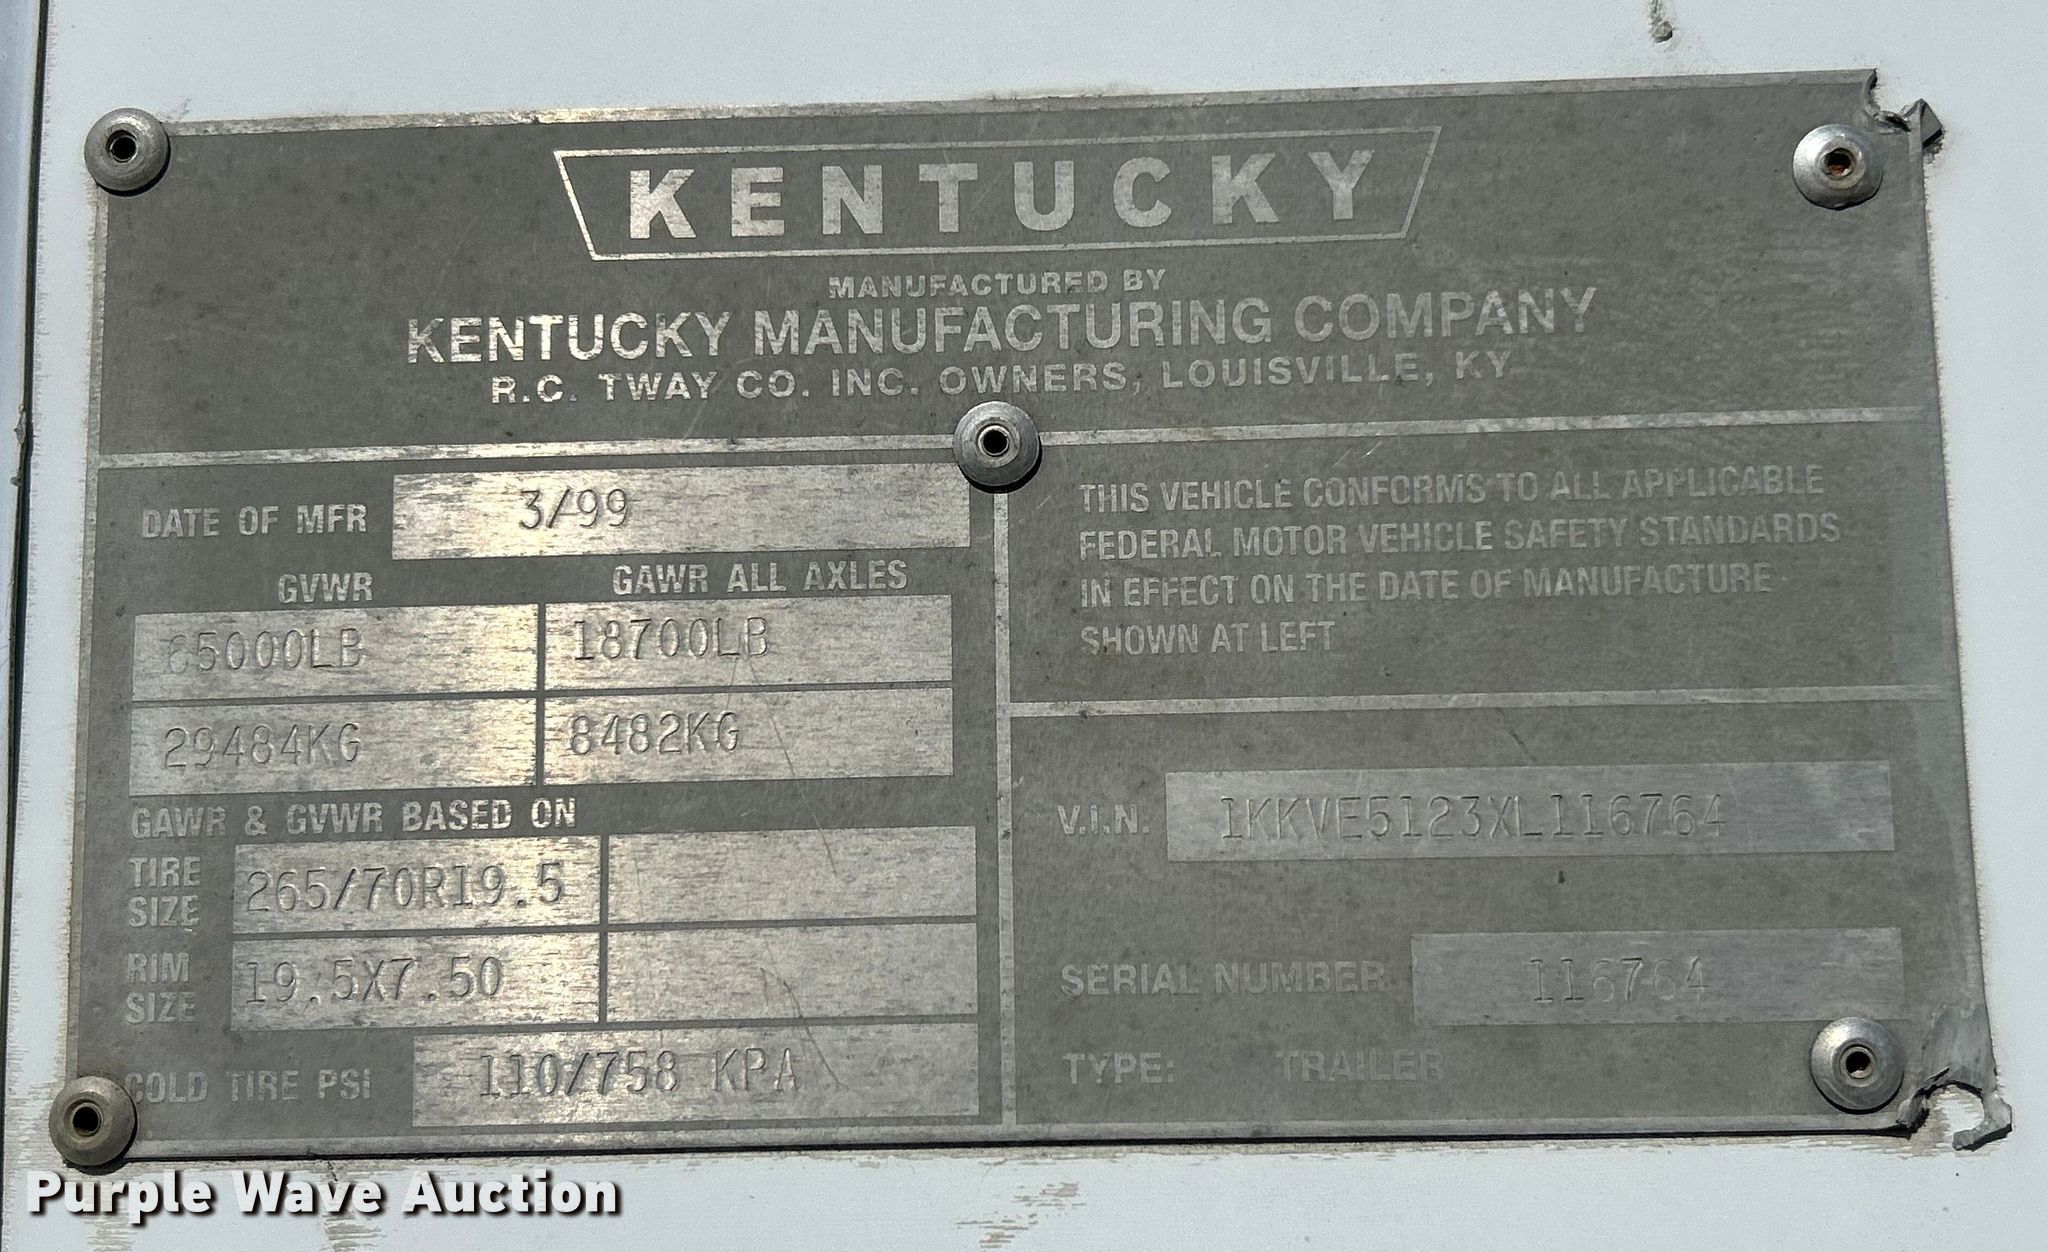 KENTUCKY
MANUFACTURED BY
KENTUCKY MANUFACTURING COMPANY
R.C. TWAY CO. INC. OWNERS, LOUISVILLE, KY
DATE OF MFR 3/99
GVWR GAWR ALL AXLES
65000LB 18700LB
29484KG 8482KG
GAWR & GVWR BASED ON
TIRE SIZE 265/70R19.5
RIM SIZE 19.5X7.50
COLD TIRE PSI 110/758 KPA
THIS VEHICLE CONFORMS TO ALL APPLICABLE
FEDERAL MOTOR VEHICLE SAFETY STANDARDS
IN EFFECT ON THE DATE OF MANUFACTURE
SHOWN AT LEFT
V.I.N. 1KKVE5123XL116764
SERIAL NUMBER 116764
TYPE: TRAILER
Purple Wave Auction